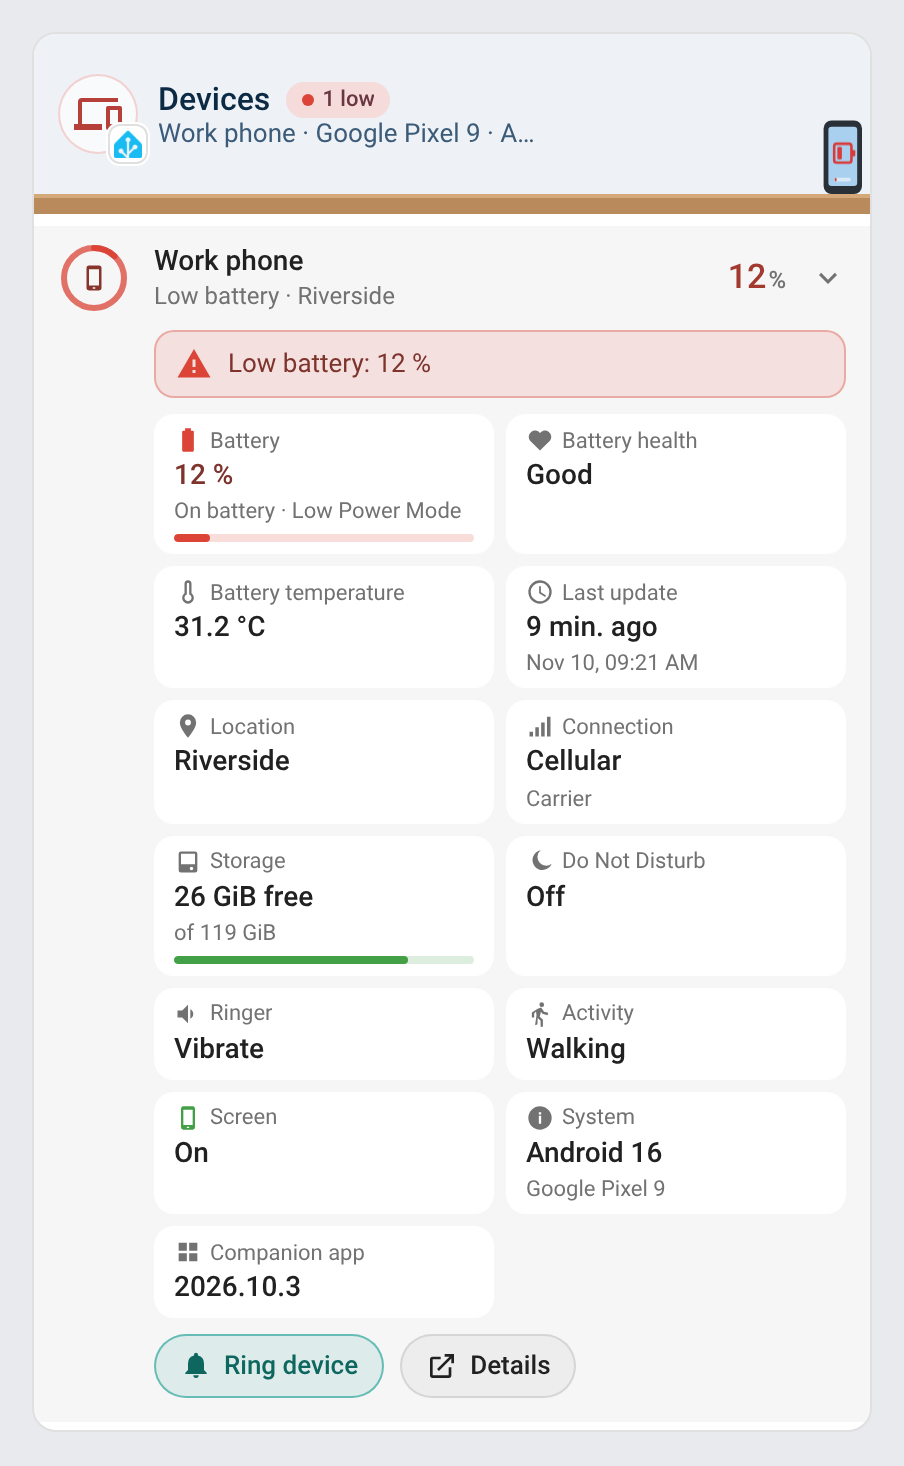 Devices
1 low
Work phone · Google Pixel 9 · A...
Work phone
Low battery · Riverside
12 %
Low battery: 12 %
Battery
12 %
On battery · Low Power Mode
Battery health
Good
Battery temperature
31.2 °C
Last update
9 min. ago
Nov 10, 09:21 AM
Location
Riverside
Connection
Cellular
Carrier
Storage
26 GiB free
of 119 GiB
Do Not Disturb
Off
Ringer
Vibrate
Activity
Walking
Screen
On
System
Android 16
Google Pixel 9
Companion app
2026.10.3
Ring device
Details